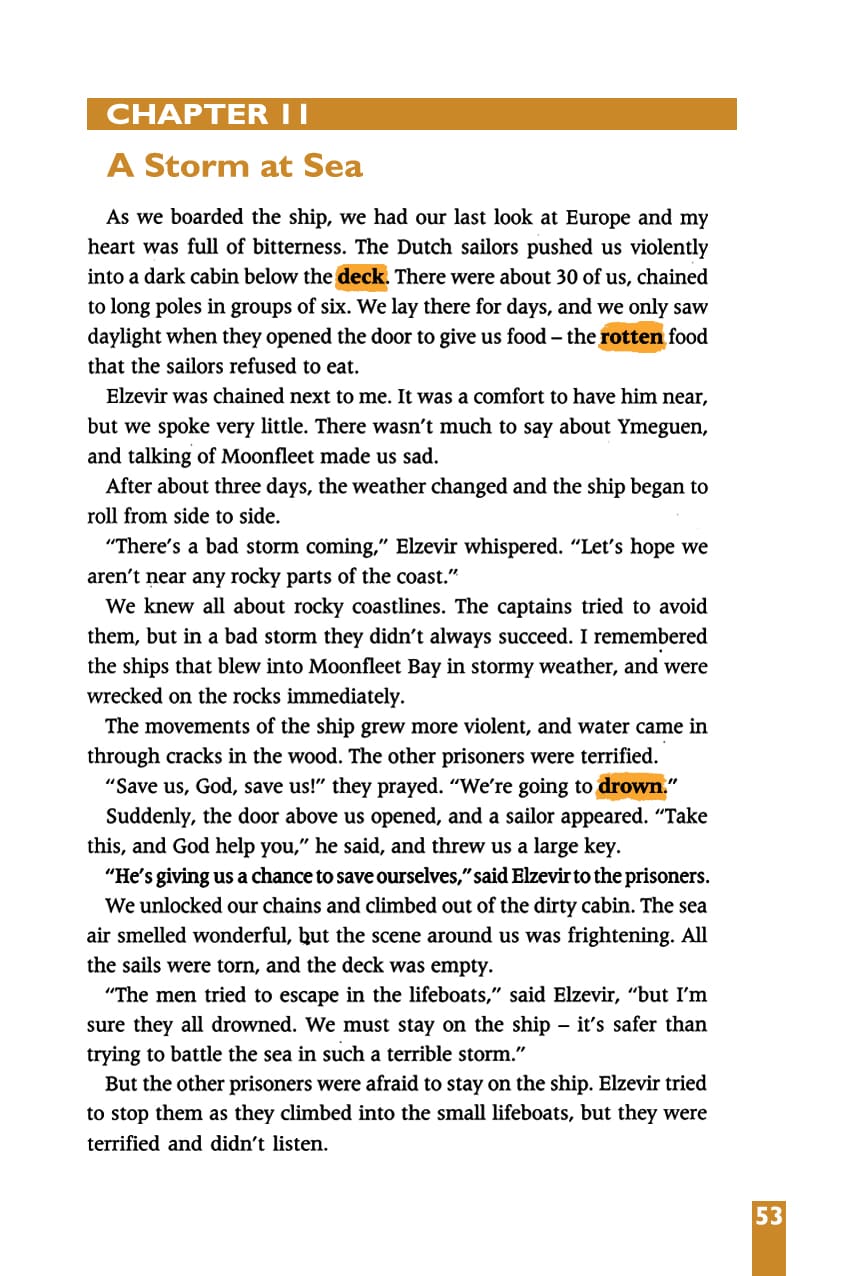 CHAPTER 11
A Storm at Sea
As we boarded the ship, we had our last look at Europe and my
heart was full of bitterness. The Dutch sailors pushed us violently
into a dark cabin below the deck. There were about 30 of us, chained
to long poles in groups of six. We lay there for days, and we only saw
daylight when they opened the door to give us food – the rotten food
that the sailors refused to eat.
Elzevir was chained next to me. It was a comfort to have him near,
but we spoke very little. There wasn't much to say about Ymeguen,
and talking of Moonfleet made us sad.
After about three days, the weather changed and the ship began to
roll from side to side.
"There's a bad storm coming," Elzevir whispered. "Let's hope we
aren't near any rocky parts of the coast."
We knew all about rocky coastlines. The captains tried to avoid
them, but in a bad storm they didn't always succeed. I remembered
the ships that blew into Moonfleet Bay in stormy weather, and were
wrecked on the rocks immediately.
The movements of the ship grew more violent, and water came in
through cracks in the wood. The other prisoners were terrified.
"Save us, God, save us!" they prayed. "We're going to drown."
Suddenly, the door above us opened, and a sailor appeared. "Take
this, and God help you," he said, and threw us a large key.
"He's giving us a chance to save ourselves," said Elzevir to the prisoners.
We unlocked our chains and climbed out of the dirty cabin. The sea
air smelled wonderful, but the scene around us was frightening. All
the sails were torn, and the deck was empty.
"The men tried to escape in the lifeboats," said Elzevir, "but I'm
sure they all drowned. We must stay on the ship – it's safer than
trying to battle the sea in such a terrible storm."
But the other prisoners were afraid to stay on the ship. Elzevir tried
to stop them as they climbed into the small lifeboats, but they were
terrified and didn't listen.
53